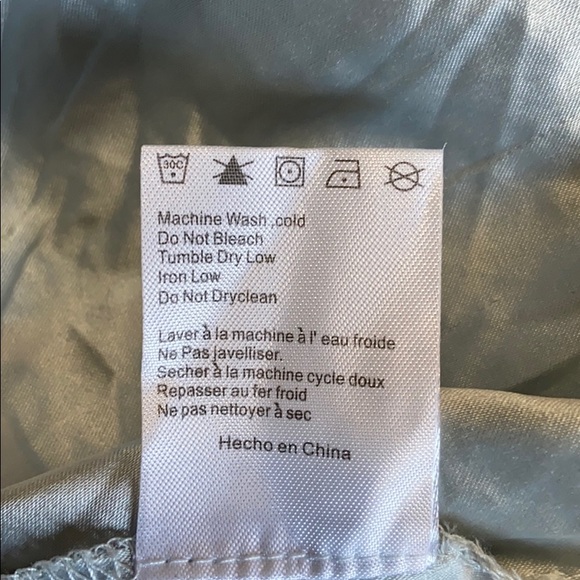 30C
Machine Wash ,cold
Do Not Bleach
Tumble Dry Low
Iron Low
Do Not Dryclean
Laver à la machine à l' eau froide
Ne Pas javelliser.
Secher à la machine cycle doux
Repasser au fer froid
Ne pas nettoyer à sec
Hecho en China